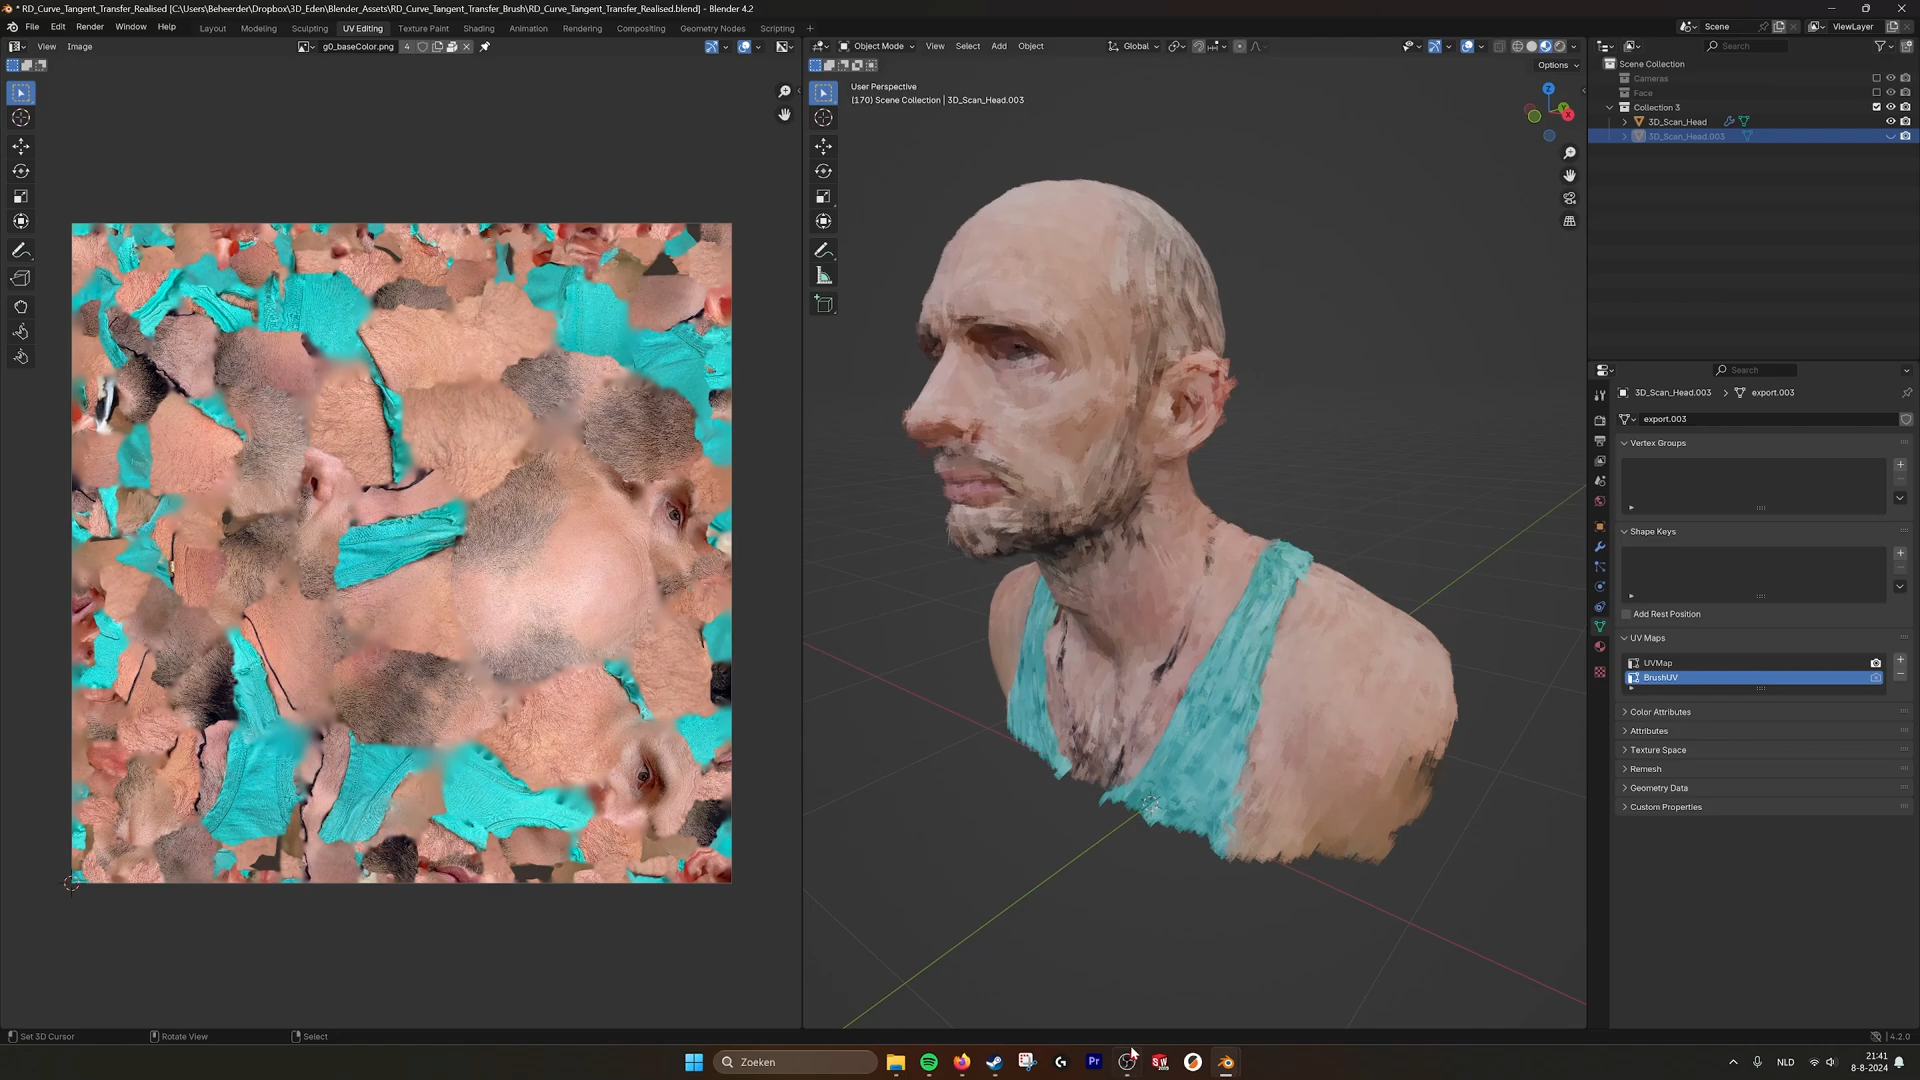 * RD_Curve_Tangent_Transfer_Realised [C:\Users\Beheerder\Dropbox\3D_Eden\Blender_Assets\RD_Curve_Tangent_Transfer_Brush\RD_Curve_Tangent_Transfer_Realised.blend] - Blender 4.2
File Edit Render Window Help Layout Modeling Sculpting UV Editing Texture Paint Shading Animation Rendering Compositing Geometry Nodes Scripting + Scene ViewLayer
View Image g0_baseColor.png 4 Object Mode View Select Add Object Global Search
Options
User Perspective
(170) Scene Collection | 3D_Scan_Head.003
Z
Y
X
Scene Collection
Cameras
Face
Collection 3
3D_Scan_Head
3D_Scan_Head.003
Search
3D_Scan_Head.003 > export.003
export.003
Vertex Groups
Shape Keys
Add Rest Position
UV Maps
UVMap
BrushUV
Color Attributes
Attributes
Texture Space
Remesh
Geometry Data
Custom Properties
Set 3D Cursor Rotate View Select 4.2.0
Zoeken Pr SW NLD 21:41
8-8-2024